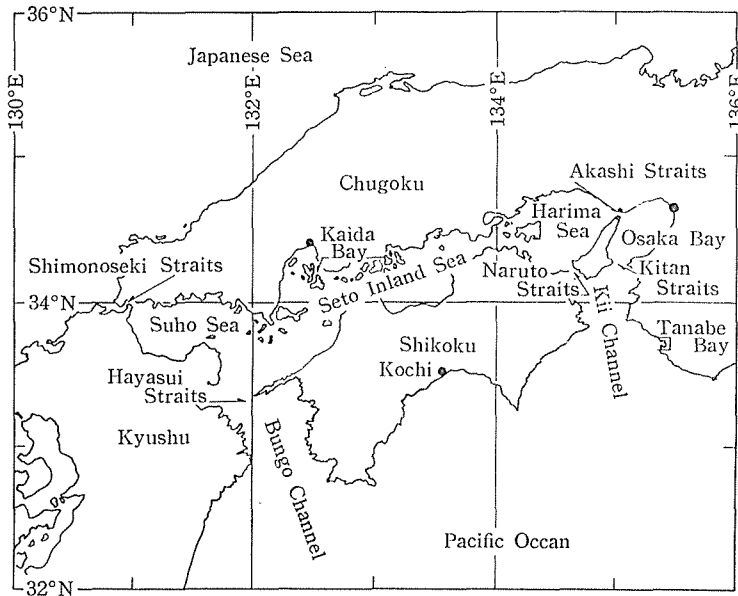 36°N
Japanese Sea
130°E
132°E
134°E
136°E
Chugoku
Akashi Straits
Harima
Sea
Kaida
Bay
Osaka Bay
Shimonoseki Straits
Seto Inland Sea
Naruto
Straits
Kitan
Straits
34°N
Suho Sea
Kii Channel
Tanabe
Bay
Shikoku
Kochi
Hayasui
Straits
Kyushu
Bungo Channel
Pacific Occan
32°N